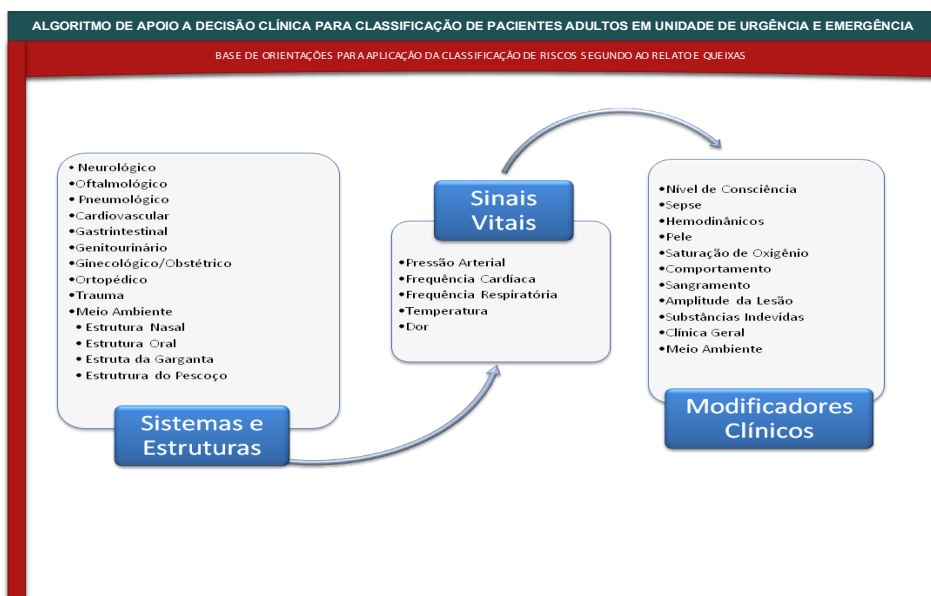 ALGORITMO DE APOIO A DECISÃO CLÍNICA PARA CLASSIFICAÇÃO DE PACIENTES ADULTOS EM UNIDADE DE URGÊNCIA E EMERGÊNCIA
BASE DE ORIENTAÇÕES PARA APLICAÇÃO DA CLASSIFICAÇÃO DE RISCOS SEGUNDO AO RELATO E QUEIXAS
• Neurológico
•Oftalmológico
• Pneumológico
•Cardiovascular
•Gastrintestinal
•Genitourinário
•Ginecológico/Obstétrico
•Ortopédico
•Trauma
•Meio Ambiente
• Estrutura Nasal
• Estrutura Oral
• Estruta da Garganta
• Estrutrura do Pescoço
Sistemas e
Estruturas
Sinais
Vitais
•Pressão Arterial
•Frequência Cardíaca
•Frequência Respiratória
•Temperatura
•Dor
•Nível de Consciência
•Sepse
•Hemodinânicos
•Pele
•Saturação de Oxigênio
•Comportamento
•Sangramento
•Amplitude da Lesão
•Substâncias Indevidas
•Clínica Geral
•Meio Ambiente
Modificadores
Clínicos